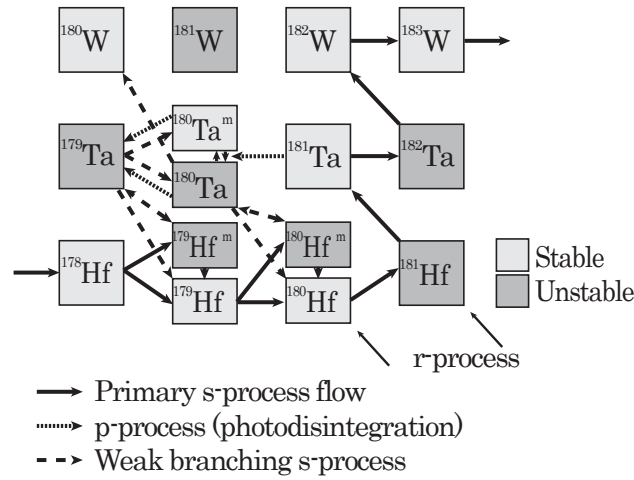 ¹⁸⁰W ¹⁸¹W ¹⁸²W ¹⁸³W
¹⁸⁰Taᵐ
¹⁷⁹Ta ¹⁸¹Ta ¹⁸²Ta
¹⁸⁰Ta
¹⁷⁹Hfᵐ ¹⁸⁰Hfᵐ
¹⁷⁸Hf ¹⁸¹Hf
¹⁷⁹Hf ¹⁸⁰Hf
Stable
Unstable
r-process
Primary s-process flow
p-process (photodisintegration)
Weak branching s-process